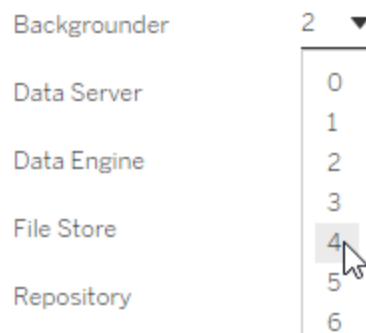 Backgrounder 2
0
Data Server
1
Data Engine 2
3
File Store
4
5
Repository
6